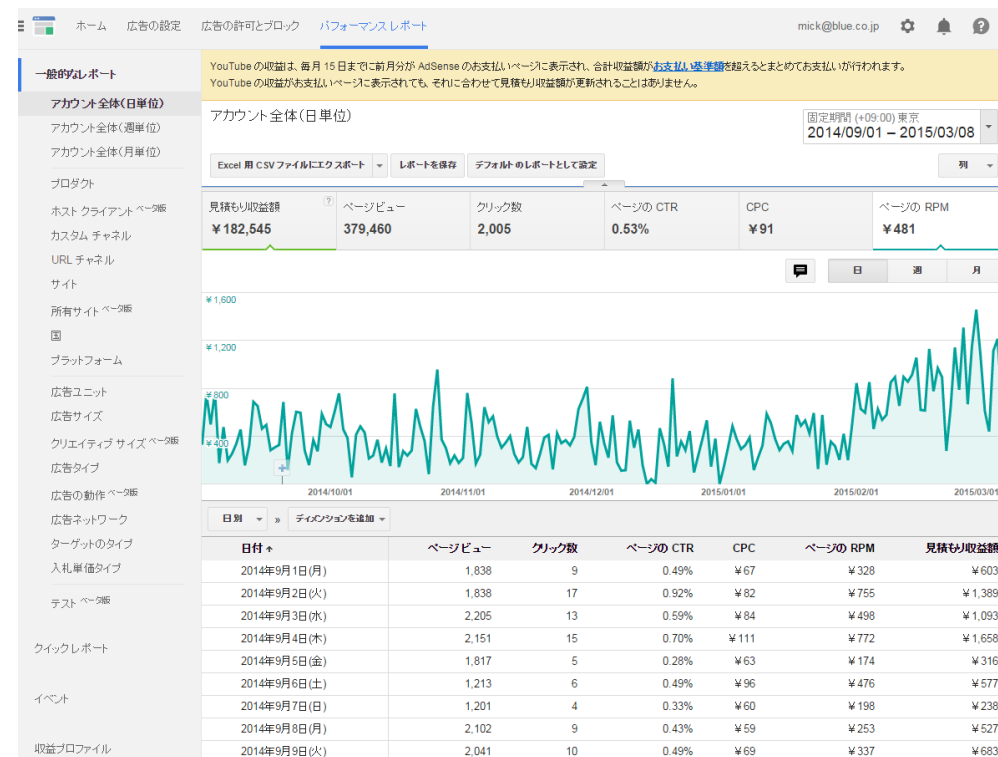 ホーム 広告の設定 広告の許可とブロック パフォーマンス レポート mick@blue.co.jp
一般的なレポート
アカウント全体(日単位)
アカウント全体(週単位)
アカウント全体(月単位)
プロダクト
ホスト クライアント ベータ版
カスタム チャネル
URL チャネル
サイト
所有サイト ベータ版
国
プラットフォーム
広告ユニット
広告サイズ
クリエイティブ サイズ ベータ版
広告タイプ
広告の動作 ベータ版
広告ネットワーク
ターゲットのタイプ
入札単価タイプ
テスト ベータ版
クイックレポート
イベント
収益プロファイル
YouTube の収益は、毎月 15 日までに前月分が AdSense のお支払いページに表示され、合計収益額がお支払い基準額を超えるとまとめてお支払いが行われます。
YouTube の収益がお支払いページに表示されても、それに合わせて見積もり収益額が更新されることはありません。
アカウント全体(日単位)
固定期間 (+09:00) 東京
2014/09/01 – 2015/03/08
Excel 用 CSV ファイルにエクスポート レポートを保存 デフォルトのレポートとして設定 列
見積もり収益額 ? ページビュー クリック数 ページの CTR CPC ページの RPM
¥182,545 379,460 2,005 0.53% ¥91 ¥481
日 週 月
¥1,600
¥1,200
¥800
¥400
2014/10/01 2014/11/01 2014/12/01 2015/01/01 2015/02/01 2015/03/01
日別 » ディメンションを追加
日付 ページビュー クリック数 ページの CTR CPC ページの RPM 見積もり収益額
2014年9月1日(月) 1,838 9 0.49% ¥67 ¥328 ¥603
2014年9月2日(火) 1,838 17 0.92% ¥82 ¥755 ¥1,389
2014年9月3日(水) 2,205 13 0.59% ¥84 ¥498 ¥1,093
2014年9月4日(木) 2,151 15 0.70% ¥111 ¥772 ¥1,658
2014年9月5日(金) 1,817 5 0.28% ¥63 ¥174 ¥316
2014年9月6日(土) 1,213 6 0.49% ¥96 ¥476 ¥577
2014年9月7日(日) 1,201 4 0.33% ¥60 ¥198 ¥238
2014年9月8日(月) 2,102 9 0.43% ¥59 ¥253 ¥527
2014年9月9日(火) 2,041 10 0.49% ¥69 ¥337 ¥683